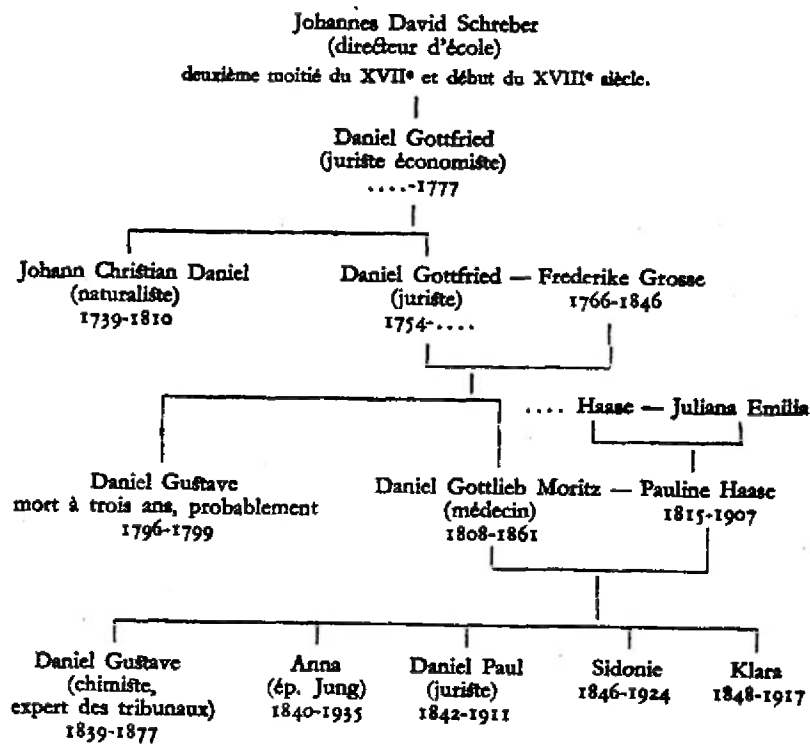 Johannes David Schreber
(directeur d'école)
deuxième moitié du XVIIe et début du XVIIIe siècle.
Daniel Gottfried
(juriste économiste)
....-1777
Johann Christian Daniel
(naturaliste)
1739-1810
Daniel Gottfried — Frederike Grosse
(juriste)
1754-....
1766-1846
.... Haase — Juliana Emilia
Daniel Gustave
mort à trois ans, probablement
1796-1799
Daniel Gottlieb Moritz — Pauline Haase
(médecin)
1808-1861
1815-1907
Daniel Gustave
(chimiste,
expert des tribunaux)
1839-1877
Anna
(ép. Jung)
1840-1935
Daniel Paul
(juriste)
1842-1911
Sidonie
1846-1924
Klara
1848-1917